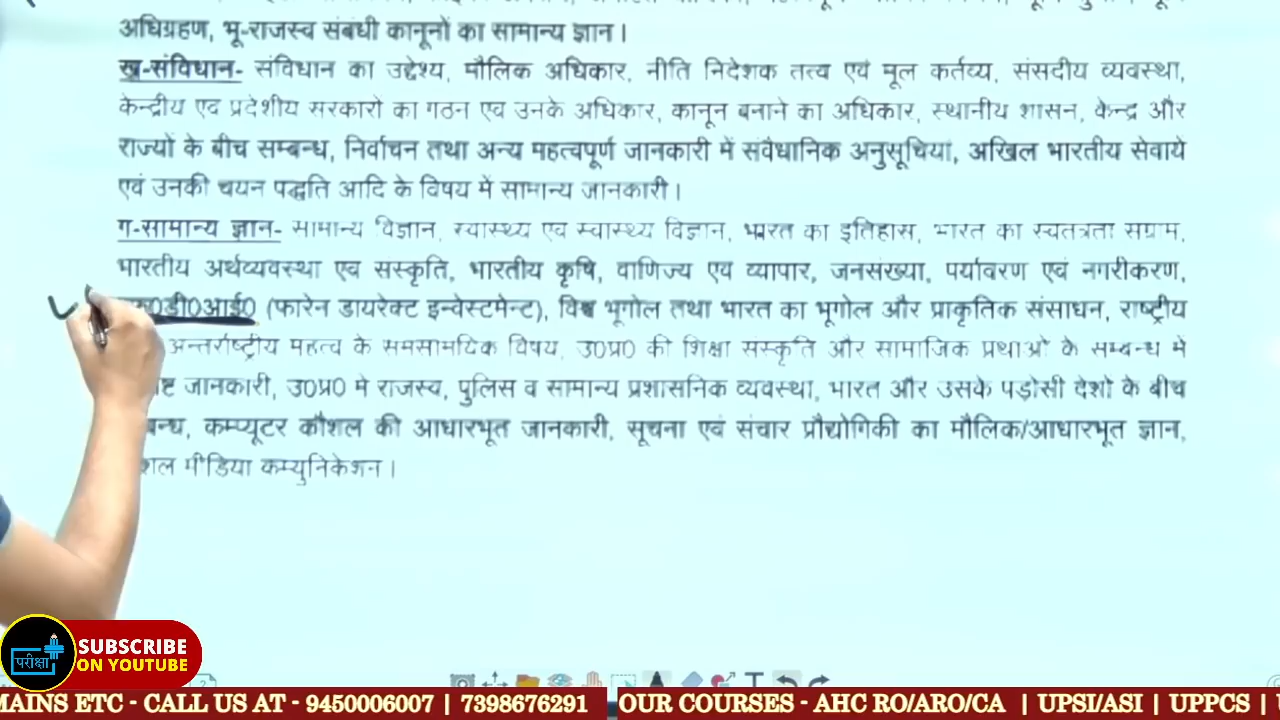 अधिग्रहण, भू-राजस्व संबंधी कानूनों का सामान्य ज्ञान।
ख-संविधान- संविधान का उद्देश्य, मौलिक अधिकार, नीति निदेशक तत्व एवं मूल कर्तव्य, संसदीय व्यवस्था,
केन्द्रीय एवं प्रदेशीय सरकारों का गठन एवं उनके अधिकार, कानून बनाने का अधिकार, स्थानीय शासन, केन्द्र और
राज्यों के बीच सम्बन्ध, निर्वाचन तथा अन्य महत्वपूर्ण जानकारी में संवैधानिक अनुसूचियां, अखिल भारतीय सेवाये
एवं उनकी चयन पद्धति आदि के विषय में सामान्य जानकारी।
ग-सामान्य ज्ञान- सामान्य विज्ञान, स्वास्थ्य एवं स्वास्थ्य विज्ञान, भारत का इतिहास, भारत का स्वतंत्रता संग्राम,
भारतीय अर्थव्यवस्था एवं संस्कृति, भारतीय कृषि, वाणिज्य एवं व्यापार, जनसंख्या, पर्यावरण एवं नगरीकरण,
0डी0आई0 (फारेन डायरेक्ट इन्वेस्टमेन्ट), विश्व भूगोल तथा भारत का भूगोल और प्राकृतिक संसाधन, राष्ट्रीय
अन्तर्राष्ट्रीय महत्व के समसामयिक विषय, उ0प्र0 की शिक्षा संस्कृति और सामाजिक प्रथाओं के सम्बन्ध में
जानकारी, उ0प्र0 मे राजस्व, पुलिस व सामान्य प्रशासनिक व्यवस्था, भारत और उसके पड़ोसी देशों के बीच
बन्ध, कम्प्यूटर कौशल की आधारभूत जानकारी, सूचना एवं संचार प्रौद्योगिकी का मौलिक/आधारभूत ज्ञान,
शल मीडिया कम्युनिकेशन।
परीक्षा
SUBSCRIBE
ON YOUTUBE
MAINS ETC - CALL US AT - 9450006007 | 7398676291 OUR COURSES - AHC RO/ARO/CA | UPSI/ASI | UPPCS |